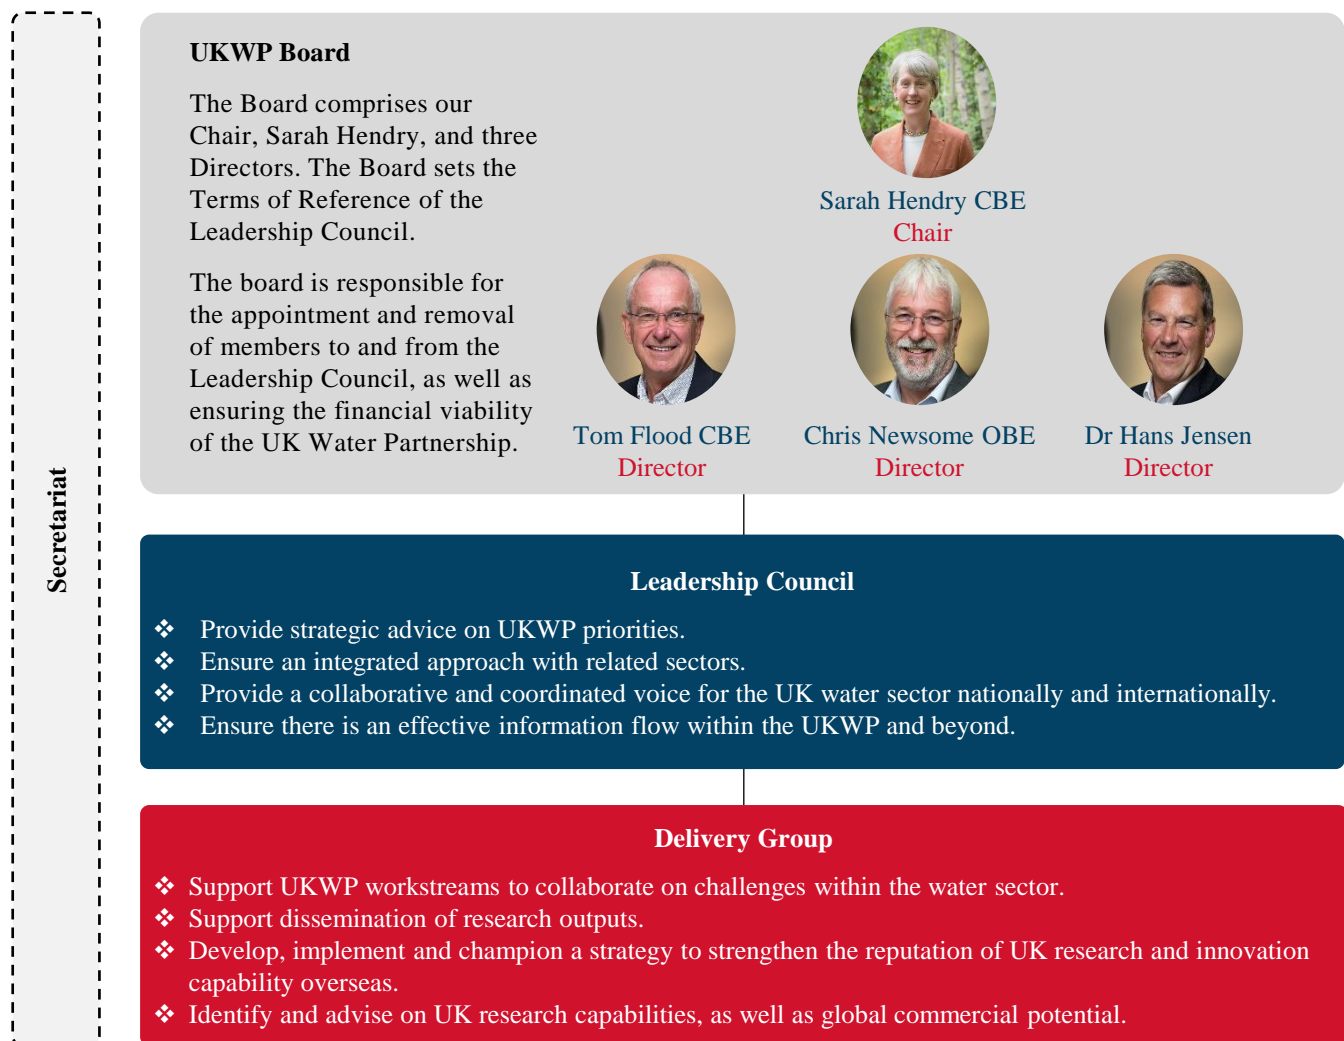 Secretariat
UKWP Board
The Board comprises our
Chair, Sarah Hendry, and three
Directors. The Board sets the
Terms of Reference of the
Leadership Council.
The board is responsible for
the appointment and removal
of members to and from the
Leadership Council, as well as
ensuring the financial viability
of the UK Water Partnership.
Sarah Hendry CBE
Chair
Tom Flood CBE
Director
Chris Newsome OBE
Director
Dr Hans Jensen
Director
Leadership Council
❖ Provide strategic advice on UKWP priorities.
❖ Ensure an integrated approach with related sectors.
❖ Provide a collaborative and coordinated voice for the UK water sector nationally and internationally.
❖ Ensure there is an effective information flow within the UKWP and beyond.
Delivery Group
❖ Support UKWP workstreams to collaborate on challenges within the water sector.
❖ Support dissemination of research outputs.
❖ Develop, implement and champion a strategy to strengthen the reputation of UK research and innovation
capability overseas.
❖ Identify and advise on UK research capabilities, as well as global commercial potential.